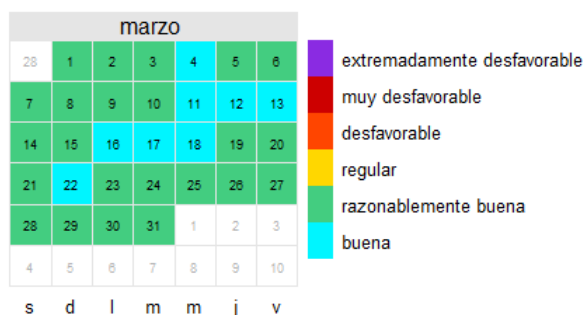 marzo
28 1 2 3 4 5 6
7 8 9 10 11 12 13
14 15 16 17 18 19 20
21 22 23 24 25 26 27
28 29 30 31 1 2 3
4 5 6 7 8 9 10
s d l m m j v
extremadamente desfavorable
muy desfavorable
desfavorable
regular
razonablemente buena
buena